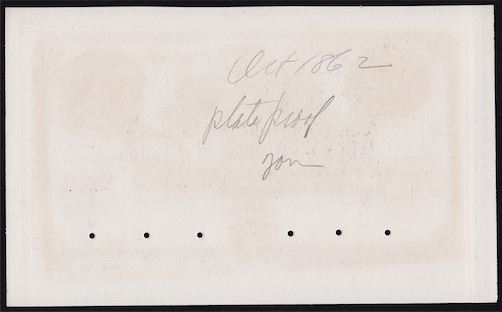 Oct 1862
plate proof